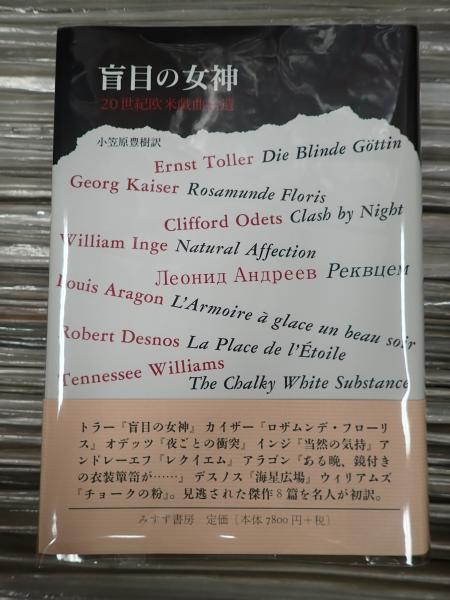 盲目の女神
20世紀欧米戯曲拾遺
小笠原豊樹訳
Ernst Toller Die Blinde Göttin
Georg Kaiser Rosamunde Floris
Clifford Odets Clash by Night
William Inge Natural Affection
Леонид Андреев Реквием
Louis Aragon L'Armoire à glace un beau soir
Robert Desnos La Place de l'Étoile
Tennessee Williams
The Chalky White Substance
トラー『盲目の女神』 カイザー『ロザムンデ・フローリ
ス』 オデッツ『夜ごとの衝突』 インジ『当然の気持』 ア
ンドレーエフ『レクイエム』 アラゴン『ある晩、鏡付き
の衣装箪笥が……』 デスノス『海星広場』 ウィリアムズ
『チョークの粉』。見逃された傑作8篇を名人が初訳。
みすず書房 定価〔本体7800円+税〕